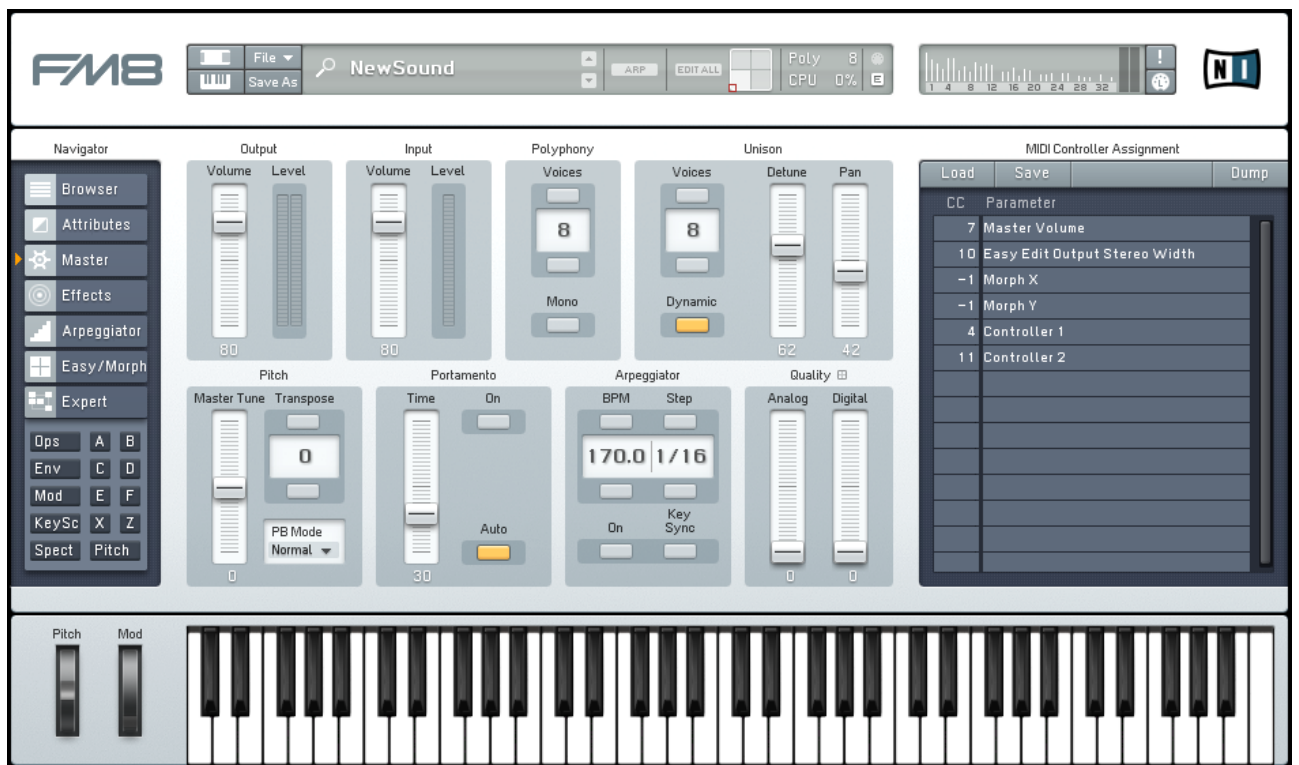 FM8
File
Save As
NewSound
ARP
EDIT ALL
Poly 8
CPU 0%
E
1 4 8 12 16 20 24 28 32
!
N I
Navigator
Browser
Attributes
Master
Effects
Arpeggiator
Easy/Morph
Expert
Ops A B
Env C D
Mod E F
KeySc X Z
Spect Pitch
Output
Volume Level
80
Input
Volume Level
80
Polyphony
Voices
8
Mono
Unison
Voices Detune Pan
8
Dynamic
62 42
Pitch
Master Tune Transpose
0
PB Mode
Normal
0
Portamento
Time On
Auto
30
Arpeggiator
BPM Step
170.0 1/16
On Key
Sync
Quality
Analog Digital
0 0
MIDI Controller Assignment
Load Save Dump
CC Parameter
7 Master Volume
10 Easy Edit Output Stereo Width
-1 Morph X
-1 Morph Y
4 Controller 1
11 Controller 2
Pitch Mod